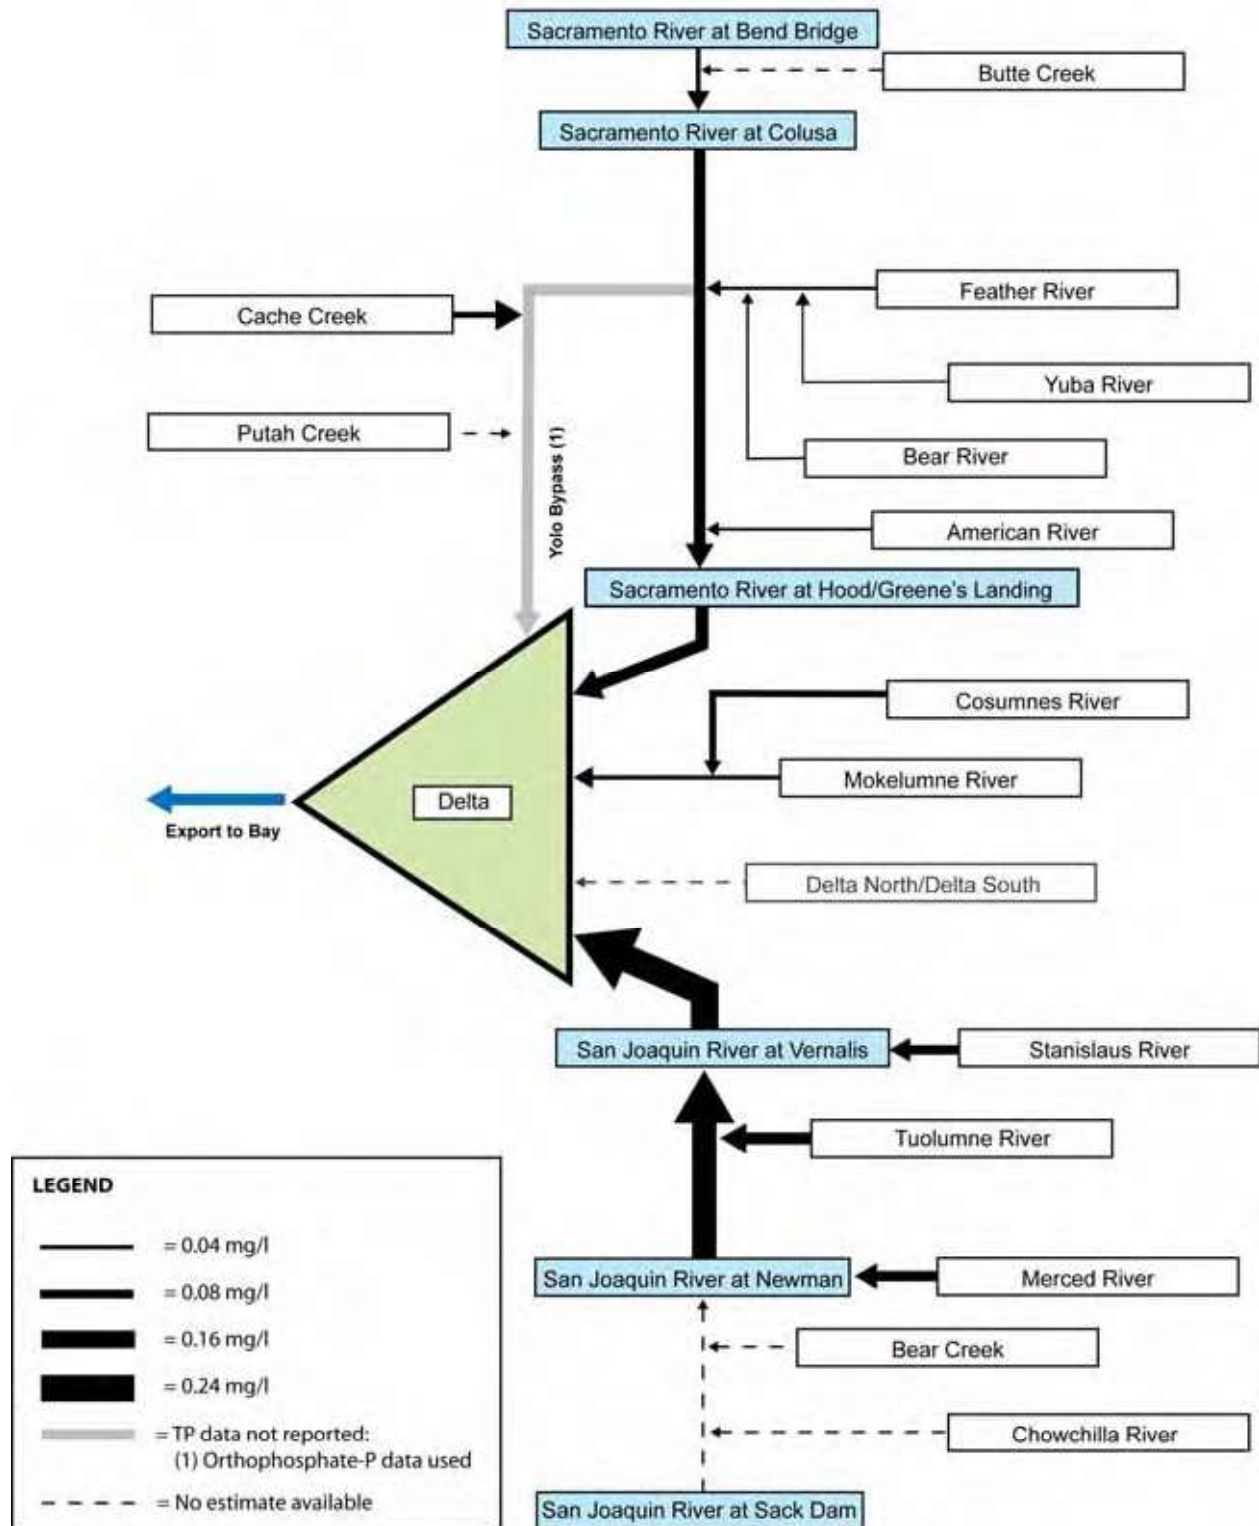 Sacramento River at Bend Bridge
Butte Creek
Sacramento River at Colusa
Feather River
Cache Creek
Yuba River
Putah Creek
Yolo Bypass (1)
Bear River
American River
Sacramento River at Hood/Greene's Landing
Cosumnes River
Mokelumne River
Delta
Export to Bay
Delta North/Delta South
San Joaquin River at Vernalis
Stanislaus River
Tuolumne River
San Joaquin River at Newman
Merced River
Bear Creek
Chowchilla River
San Joaquin River at Sack Dam
LEGEND
= 0.04 mg/l
= 0.08 mg/l
= 0.16 mg/l
= 0.24 mg/l
= TP data not reported:
(1) Orthophosphate-P data used
= No estimate available